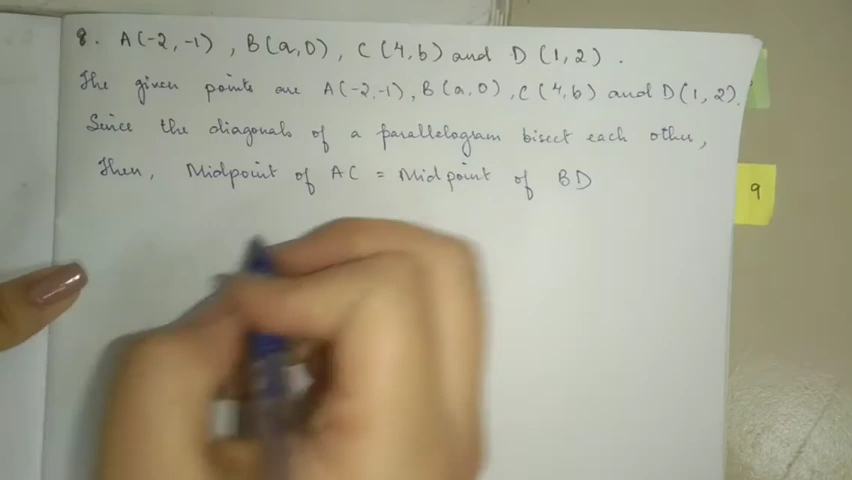 8. A(-2,-1), B(a,0), C(4,b) and D(1,2).
The given points are A(-2,-1), B(a,0), C(4,b) and D(1,2).
Since the diagonals of a parallelogram bisect each other,
Then, Midpoint of AC = Midpoint of BD
9